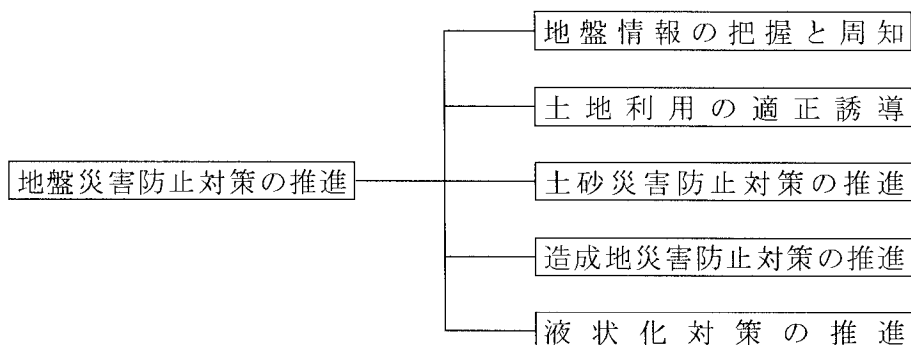 地盤情報の把握と周知
土地利用の適正誘導
地盤災害防止対策の推進
土砂災害防止対策の推進
造成地災害防止対策の推進
液状化対策の推進